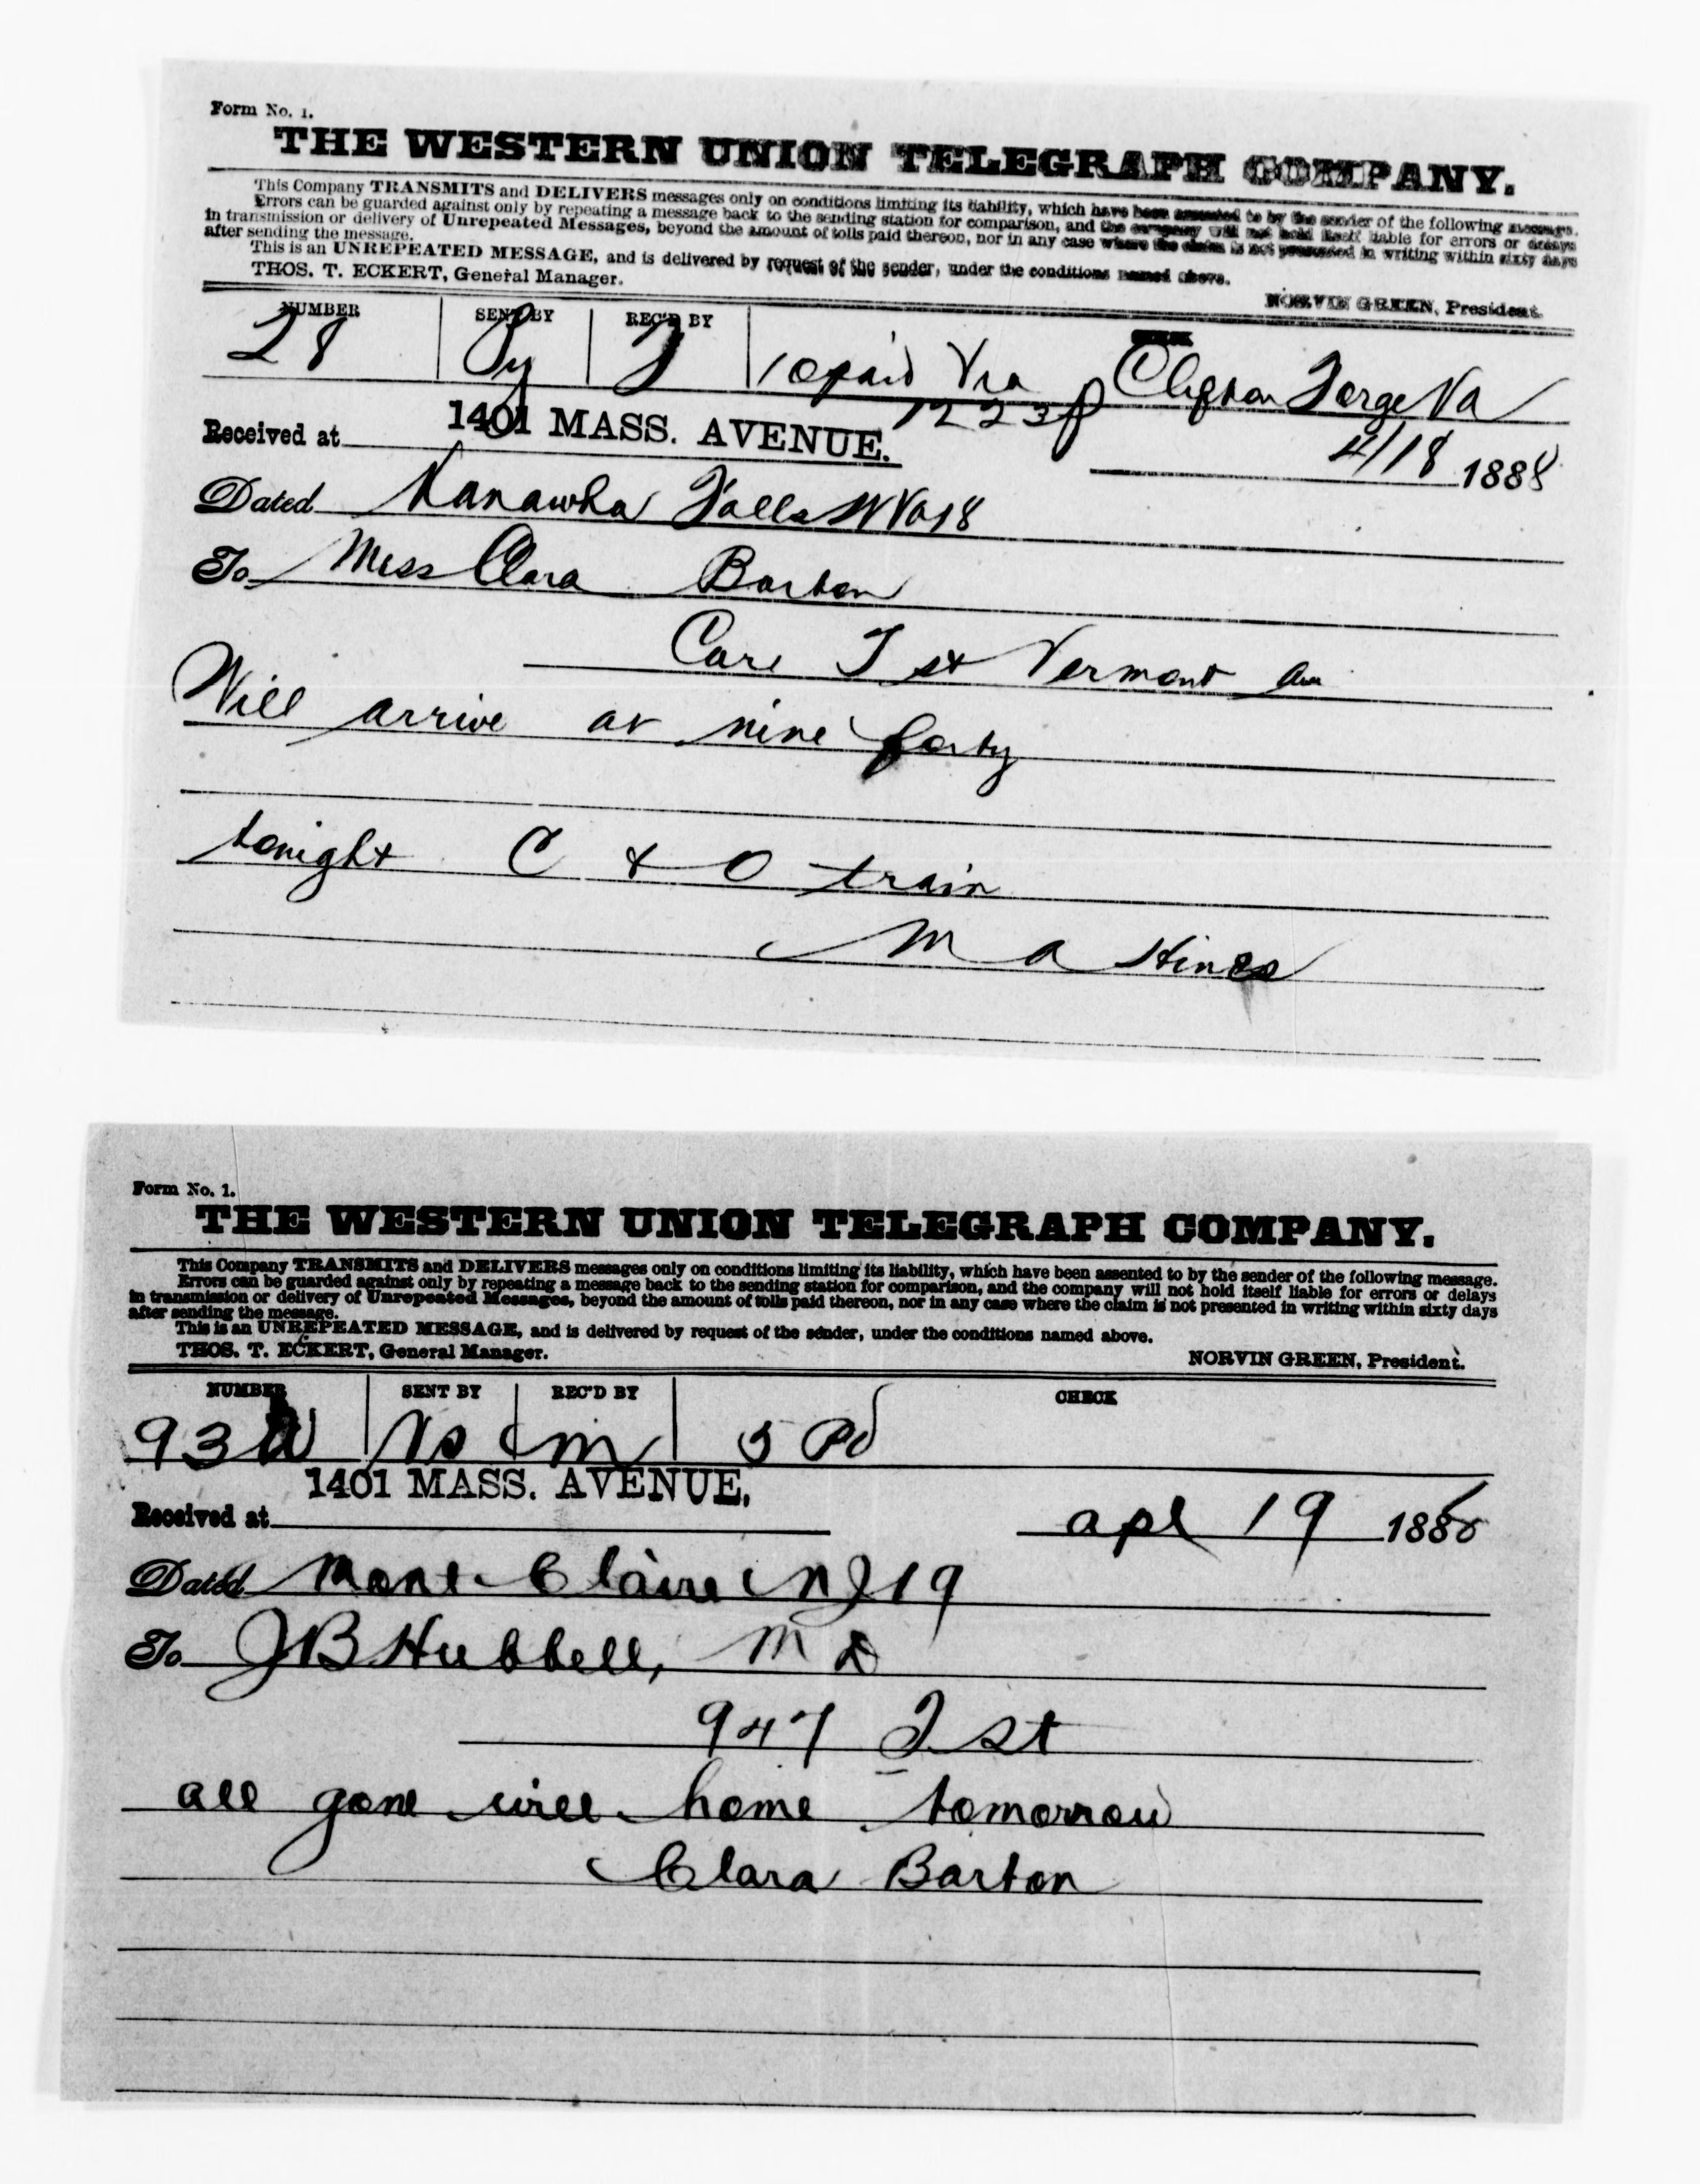 Form No. 1.
THE WESTERN UNION TELEGRAPH COMPANY.
This Company TRANSMITS and DELIVERS messages only on conditions limiting its liability, which have been assented to by the sender of the following message.
Errors can be guarded against only by repeating a message back to the sending station for comparison, and the company will not hold itself liable for errors or delays
in transmission or delivery of Unrepeated Messages, beyond the amount of tolls paid thereon, nor in any case where the claim is not presented in writing within sixty days
after sending the message.
This is an UNREPEATED MESSAGE, and is delivered by request of the sender, under the conditions named above.
THOS. T. ECKERT, General Manager.
NORVIN GREEN, President.
NUMBER SENT BY REC'D BY CHECK
28 Py J 10 paid Via Clifton Forge Va
1223p
Received at 1401 MASS. AVENUE. 4/18 1888
Dated Kanawha Falls W Va 18
To Miss Clara Barton
Care I st Vermont av
Will arrive at nine forty
tonight C & O train
M A Hines
Form No. 1.
THE WESTERN UNION TELEGRAPH COMPANY.
This Company TRANSMITS and DELIVERS messages only on conditions limiting its liability, which have been assented to by the sender of the following message.
Errors can be guarded against only by repeating a message back to the sending station for comparison, and the company will not hold itself liable for errors or delays
in transmission or delivery of Unrepeated Messages, beyond the amount of tolls paid thereon, nor in any case where the claim is not presented in writing within sixty days
after sending the message.
This is an UNREPEATED MESSAGE, and is delivered by request of the sender, under the conditions named above.
THOS. T. ECKERT, General Manager.
NORVIN GREEN, President.
NUMBER SENT BY REC'D BY CHECK
93 m 5 Pd
1401 MASS. AVENUE,
Received at apl 19 1888
Dated Mont Claire N J 19
To J B Hubbell, M D
947 I st
all gone will home tomorrow
Clara Barton